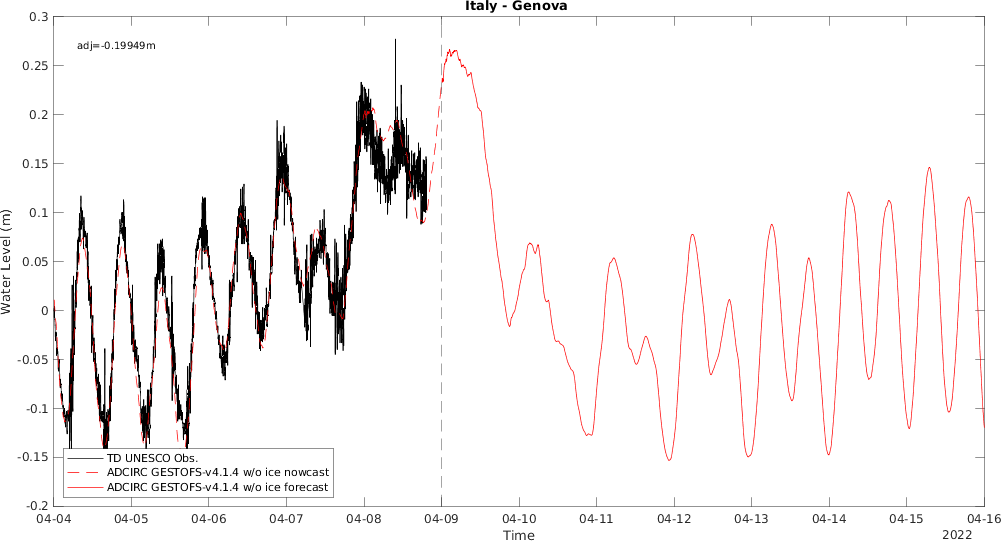 Italy - Genova
adj=-0.19949m
0.3
0.25
0.2
0.15
0.1
0.05
0
-0.05
-0.1
-0.15
-0.2
Water Level (m)
TD UNESCO Obs.
ADCIRC GESTOFS-v4.1.4 w/o ice nowcast
ADCIRC GESTOFS-v4.1.4 w/o ice forecast
04-04 04-05 04-06 04-07 04-08 04-09 04-10 04-11 04-12 04-13 04-14 04-15 04-16
Time
2022